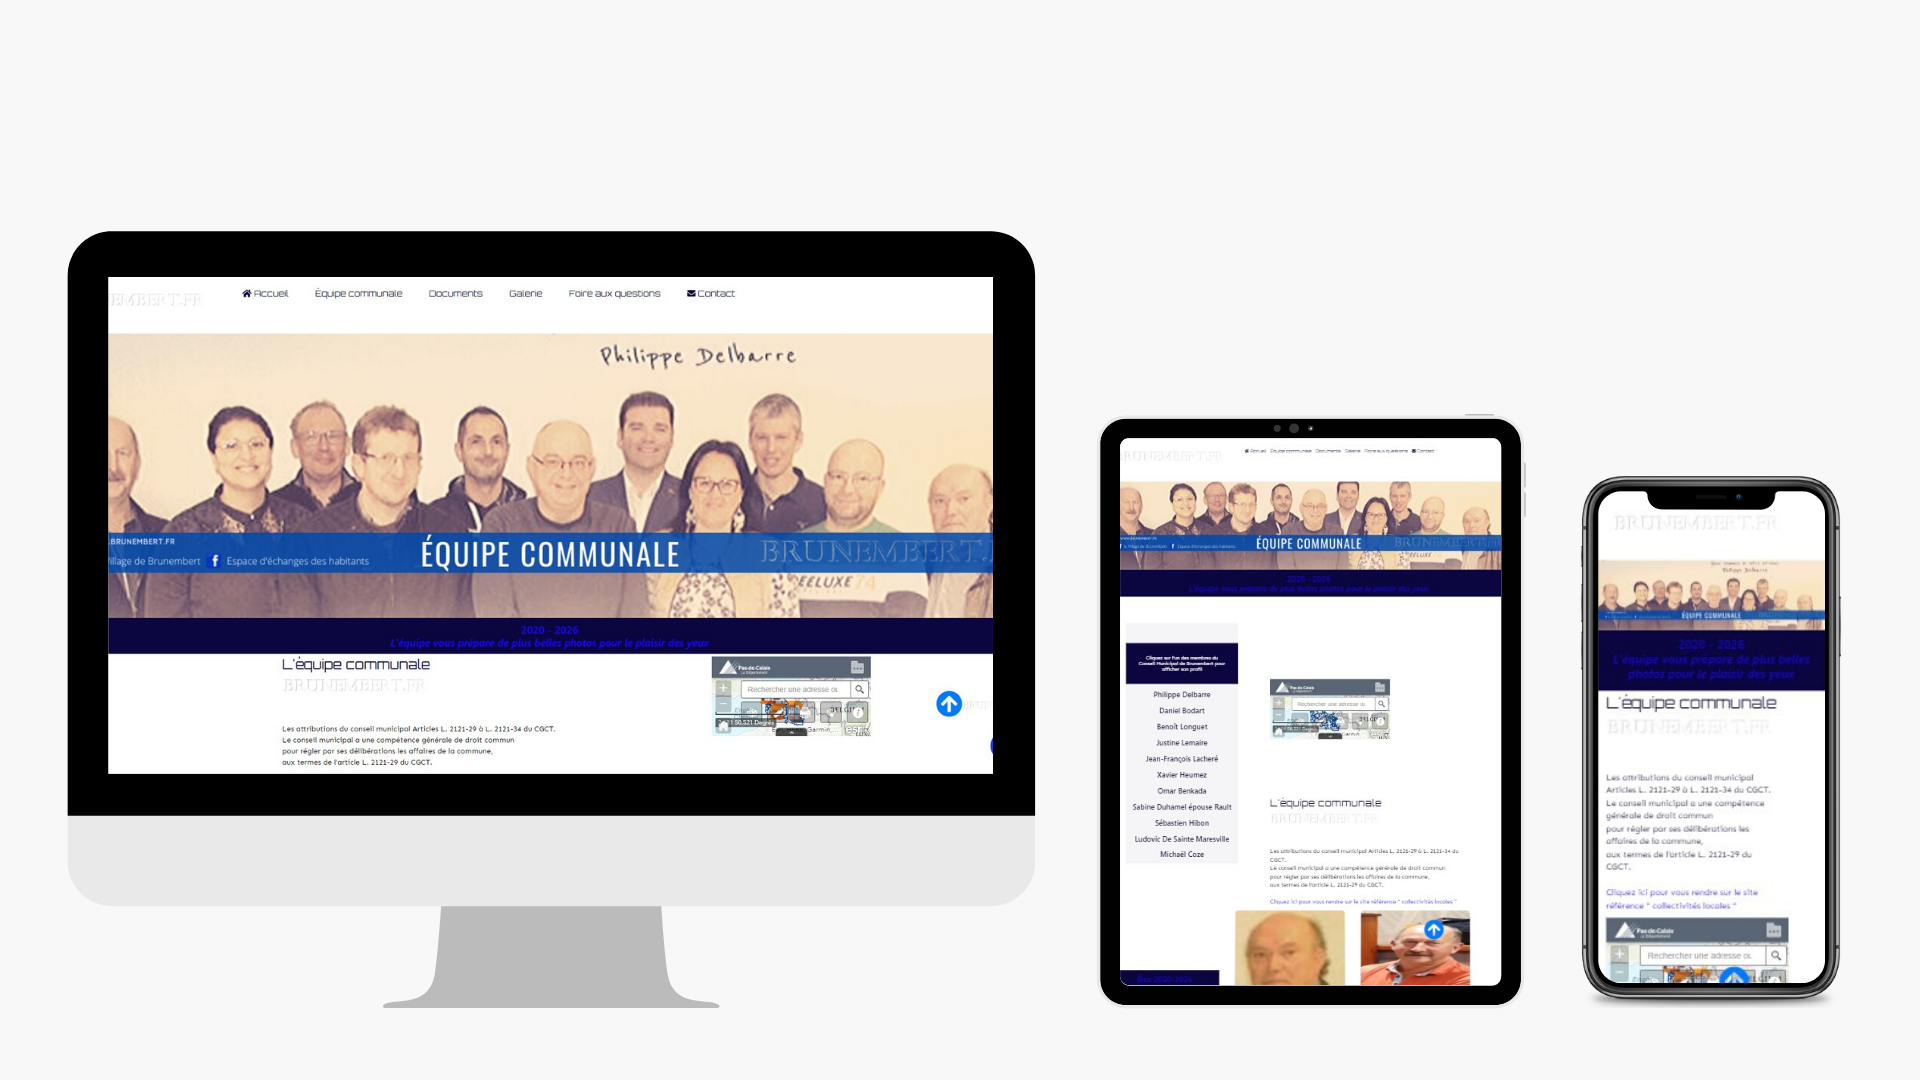 EMBERT.FR
Accueil
Équipe communale
Documents
Galerie
Foire aux questions
Contact
Philippe Delbarre
.BRUNEMBERT.FR
illage de Brunembert
Espace d'échanges des habitants
ÉQUIPE COMMUNALE
BRUNEMBERT.
EELUXE 74
2020 - 2026
L'équipe vous prépare de plus belles photos pour le plaisir des yeux
L'équipe communale
BRUNEMBERT.FR
Les attributions du conseil municipal Articles L. 2121-29 à L. 2121-34 du CGCT.
Le conseil municipal a une compétence générale de droit commun
pour régler par ses délibérations les affaires de la commune,
aux termes de l'article L. 2121-29 du CGCT.
Pas-de-Calais
Le Département
Rechercher une adresse ou
BRUNEMBERT.FR
Accueil
Équipe communale
Documents
Galerie
Foire aux questions
Contact
ÉQUIPE COMMUNALE
BRUNEMBERT.
2020 - 2026
L'équipe vous prépare de plus belles photos pour le plaisir des yeux
Cliquez sur l'un des membres du
Conseil Municipal de Brunembert pour
afficher son profil
Philippe Delbarre
Daniel Bodart
Benoît Longuet
Justine Lemaire
Jean-François Lacheré
Xavier Heumez
Omar Benkada
Sabine Duhamel épouse Rault
Sébastien Hibon
Ludovic De Sainte Maresville
Michaël Coze
Pas-de-Calais
Rechercher une adresse ou
L'équipe communale
BRUNEMBERT.FR
Les attributions du conseil municipal Articles L. 2121-29 à L. 2121-34 du
CGCT.
Le conseil municipal a une compétence générale de droit commun
pour régler par ses délibérations les affaires de la commune,
aux termes de l'article L. 2121-29 du CGCT.
Cliquez ici pour vous rendre sur le site référence " collectivités locales "
BRUNEMBERT.FR
Philippe Delbarre
ÉQUIPE COMMUNALE
2020 - 2026
L'équipe vous prépare de plus belles
photos pour le plaisir des yeux
L'équipe communale
BRUNEMBERT.FR
Les attributions du conseil municipal
Articles L. 2121-29 à L. 2121-34 du CGCT.
Le conseil municipal a une compétence
générale de droit commun
pour régler par ses délibérations les
affaires de la commune,
aux termes de l'article L. 2121-29 du
CGCT.
Cliquez ici pour vous rendre sur le site
référence " collectivités locales "
Pas-de-Calais
Le Département
Rechercher une adresse ou